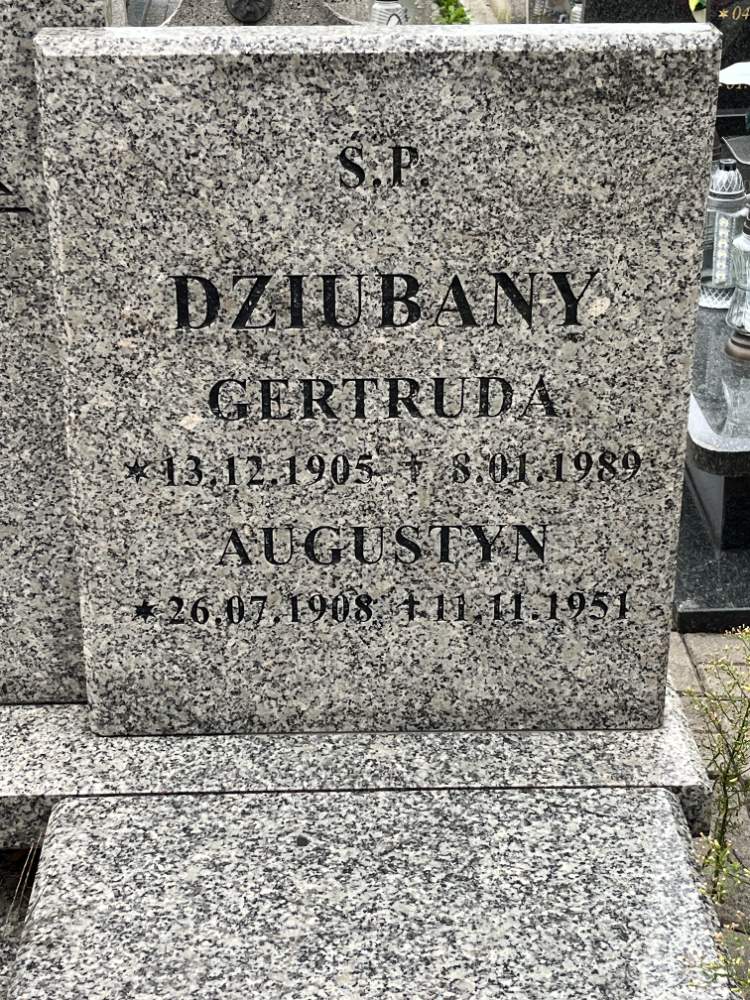 Ś.P.
DZIUBANY
GERTRUDA
*13.12.1905 † 8.01.1989
AUGUSTYN
*26.07.1908 †11.11.1951